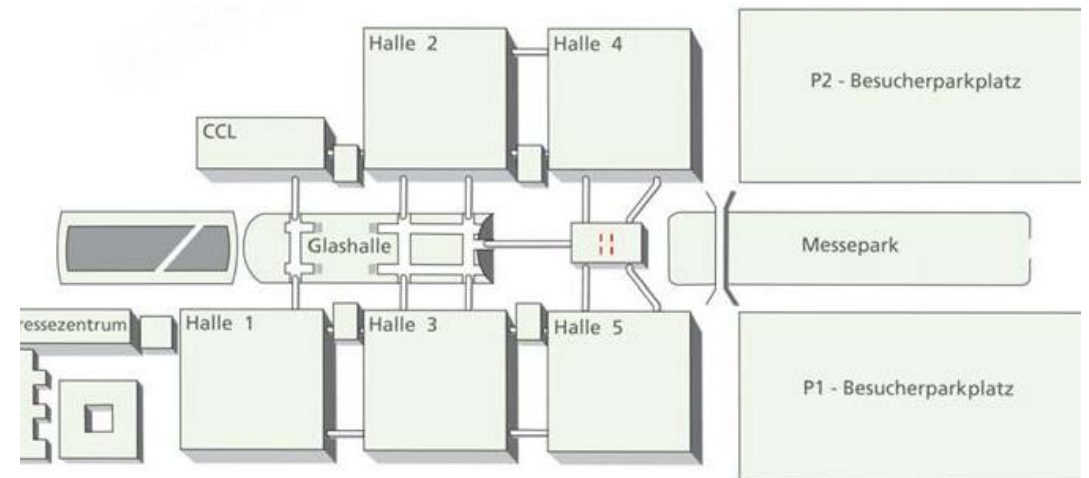 Halle 2
Halle 4
P2 - Besucherparkplatz
CCL
Glashalle
Messepark
ressezentrum
Halle 1
Halle 3
Halle 5
P1 - Besucherparkplatz